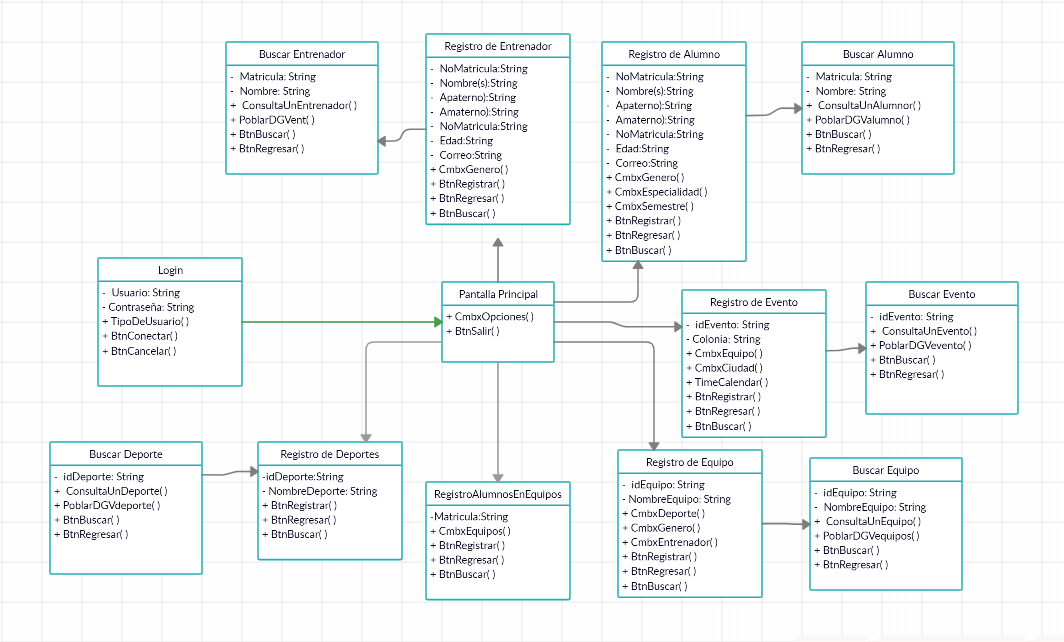 Buscar Entrenador
- Matricula: String
- Nombre: String
+ ConsultaUnEntrenador( )
+ PoblarDGVent( )
+ BtnBuscar( )
+ BtnRegresar( )
Registro de Entrenador
- NoMatricula:String
- Nombre(s):String
- Apaterno):String
- Amaterno):String
- NoMatricula:String
- Edad:String
- Correo:String
+ CmbxGenero( )
+ BtnRegistrar( )
+ BtnRegresar( )
+ BtnBuscar( )
Registro de Alumno
- NoMatricula:String
- Nombre(s):String
- Apaterno):String
- Amaterno):String
- NoMatricula:String
- Edad:String
- Correo:String
+ CmbxGenero( )
+ CmbxEspecialidad( )
+ CmbxSemestre( )
+ BtnRegistrar( )
+ BtnRegresar( )
+ BtnBuscar( )
Buscar Alumno
- Matricula: String
- Nombre: String
+ ConsultaUnAlumnor( )
+ PoblarDGValumno( )
+ BtnBuscar( )
+ BtnRegresar( )
Login
- Usuario: String
- Contraseña: String
+ TipoDeUsuario( )
+ BtnConectar( )
+ BtnCancelar( )
Pantalla Principal
+ CmbxOpciones( )
+ BtnSalir( )
Registro de Evento
- idEvento: String
- Colonia: String
+ CmbxEquipo( )
+ CmbxCiudad( )
+ TimeCalendar( )
+ BtnRegistrar( )
+ BtnRegresar( )
+ BtnBuscar( )
Buscar Evento
- idEvento: String
+ ConsultaUnEvento( )
+ PoblarDGVevento( )
+ BtnBuscar( )
+ BtnRegresar( )
Buscar Deporte
- idDeporte: String
+ ConsultaUnDeporte( )
+ PoblarDGVdeporte( )
+ BtnBuscar( )
+ BtnRegresar( )
Registro de Deportes
-idDeporte:String
- NombreDeporte: String
+ BtnRegistrar( )
+ BtnRegresar( )
+ BtnBuscar( )
RegistroAlumnosEnEquipos
-Matricula:String
+ CmbxEquipos( )
+ BtnRegistrar( )
+ BtnRegresar( )
+ BtnBuscar( )
Registro de Equipo
- idEquipo: String
- NombreEquipo: String
+ CmbxDeporte( )
+ CmbxGenero( )
+ CmbxEntrenador( )
+ BtnRegistrar( )
+ BtnRegresar( )
+ BtnBuscar( )
Buscar Equipo
- idEquipo: String
- NombreEquipo: String
+ ConsultaUnEquipo( )
+ PoblarDGVequipos( )
+ BtnBuscar( )
+ BtnRegresar( )